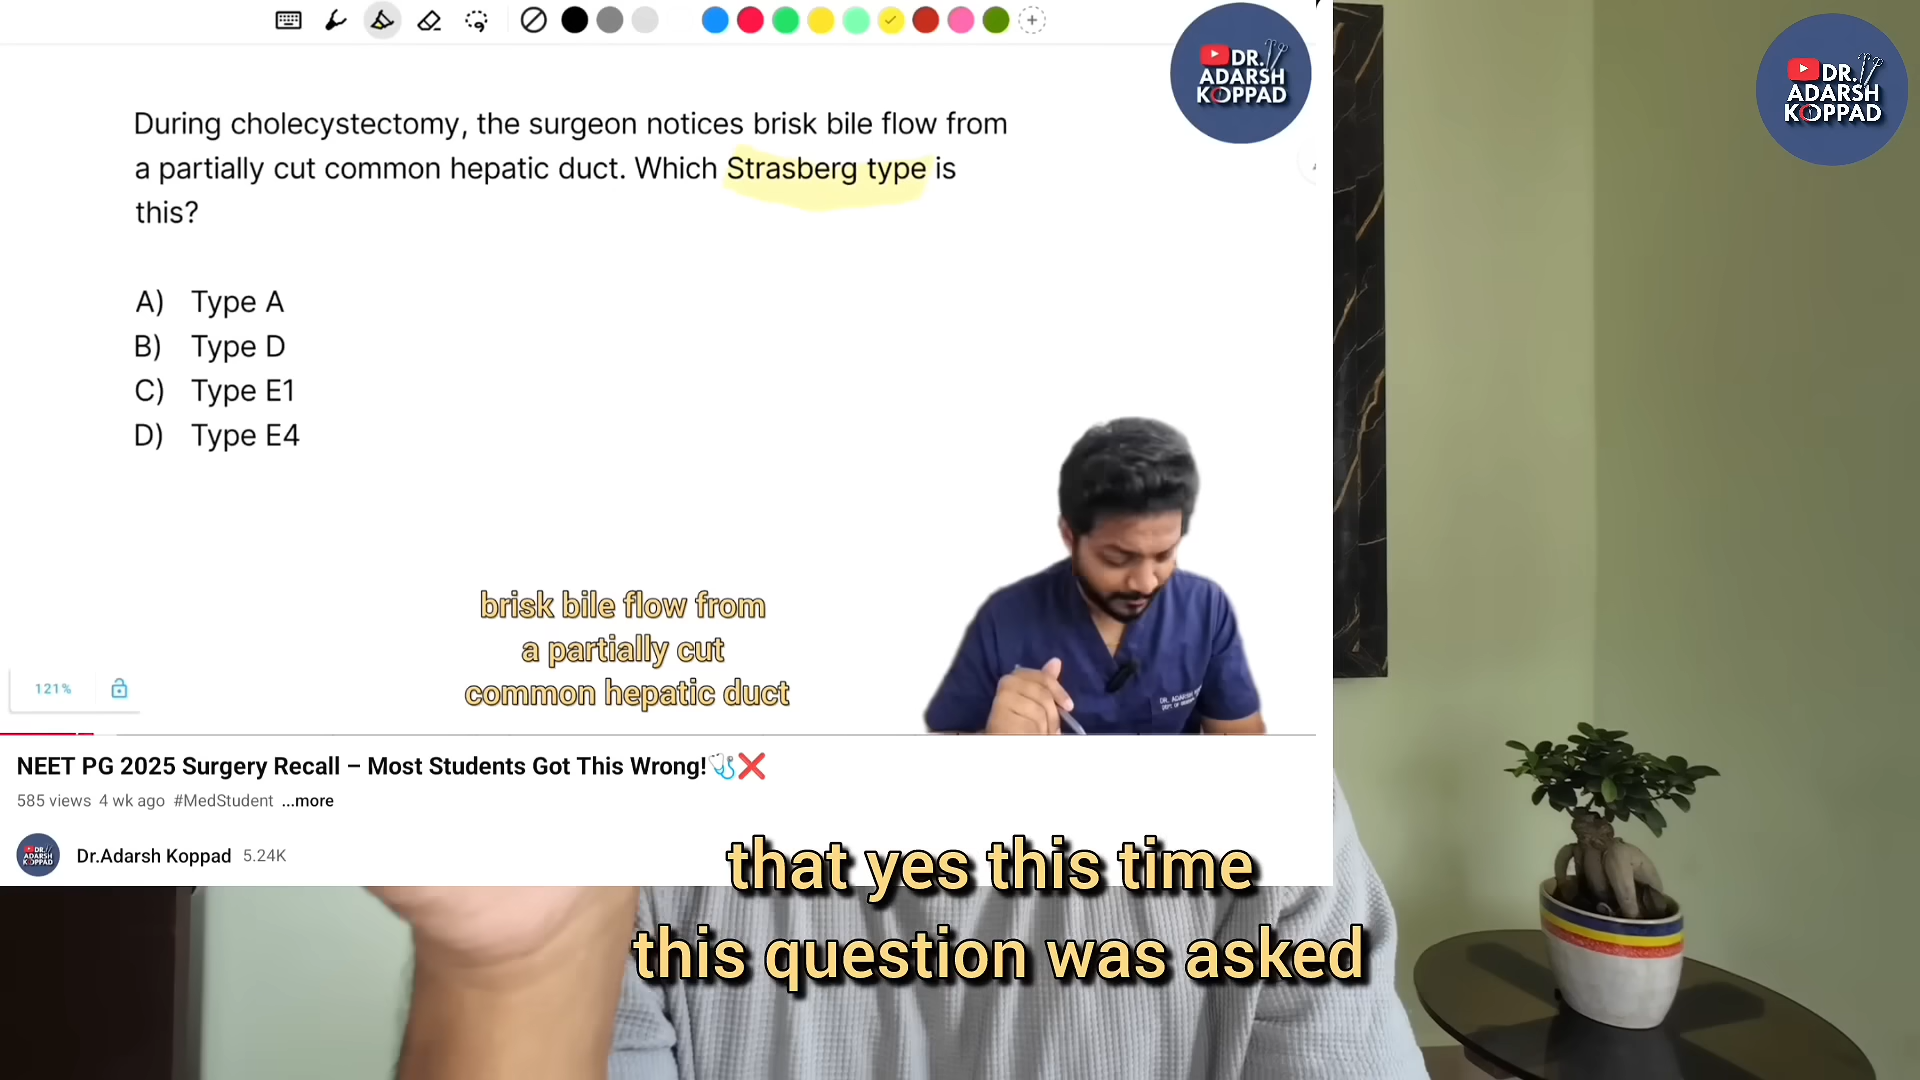 DR.
ADARSH
KOPPAD
DR.
ADARSH
KOPPAD
During cholecystectomy, the surgeon notices brisk bile flow from
a partially cut common hepatic duct. Which Strasberg type is
this?
A) Type A
B) Type D
C) Type E1
D) Type E4
brisk bile flow from
a partially cut
common hepatic duct
121%
NEET PG 2025 Surgery Recall – Most Students Got This Wrong!🩺❌
585 views 4 wk ago #MedStudent ...more
DR.
ADARSH
KOPPAD
Dr.Adarsh Koppad 5.24K
that yes this time
this question was asked